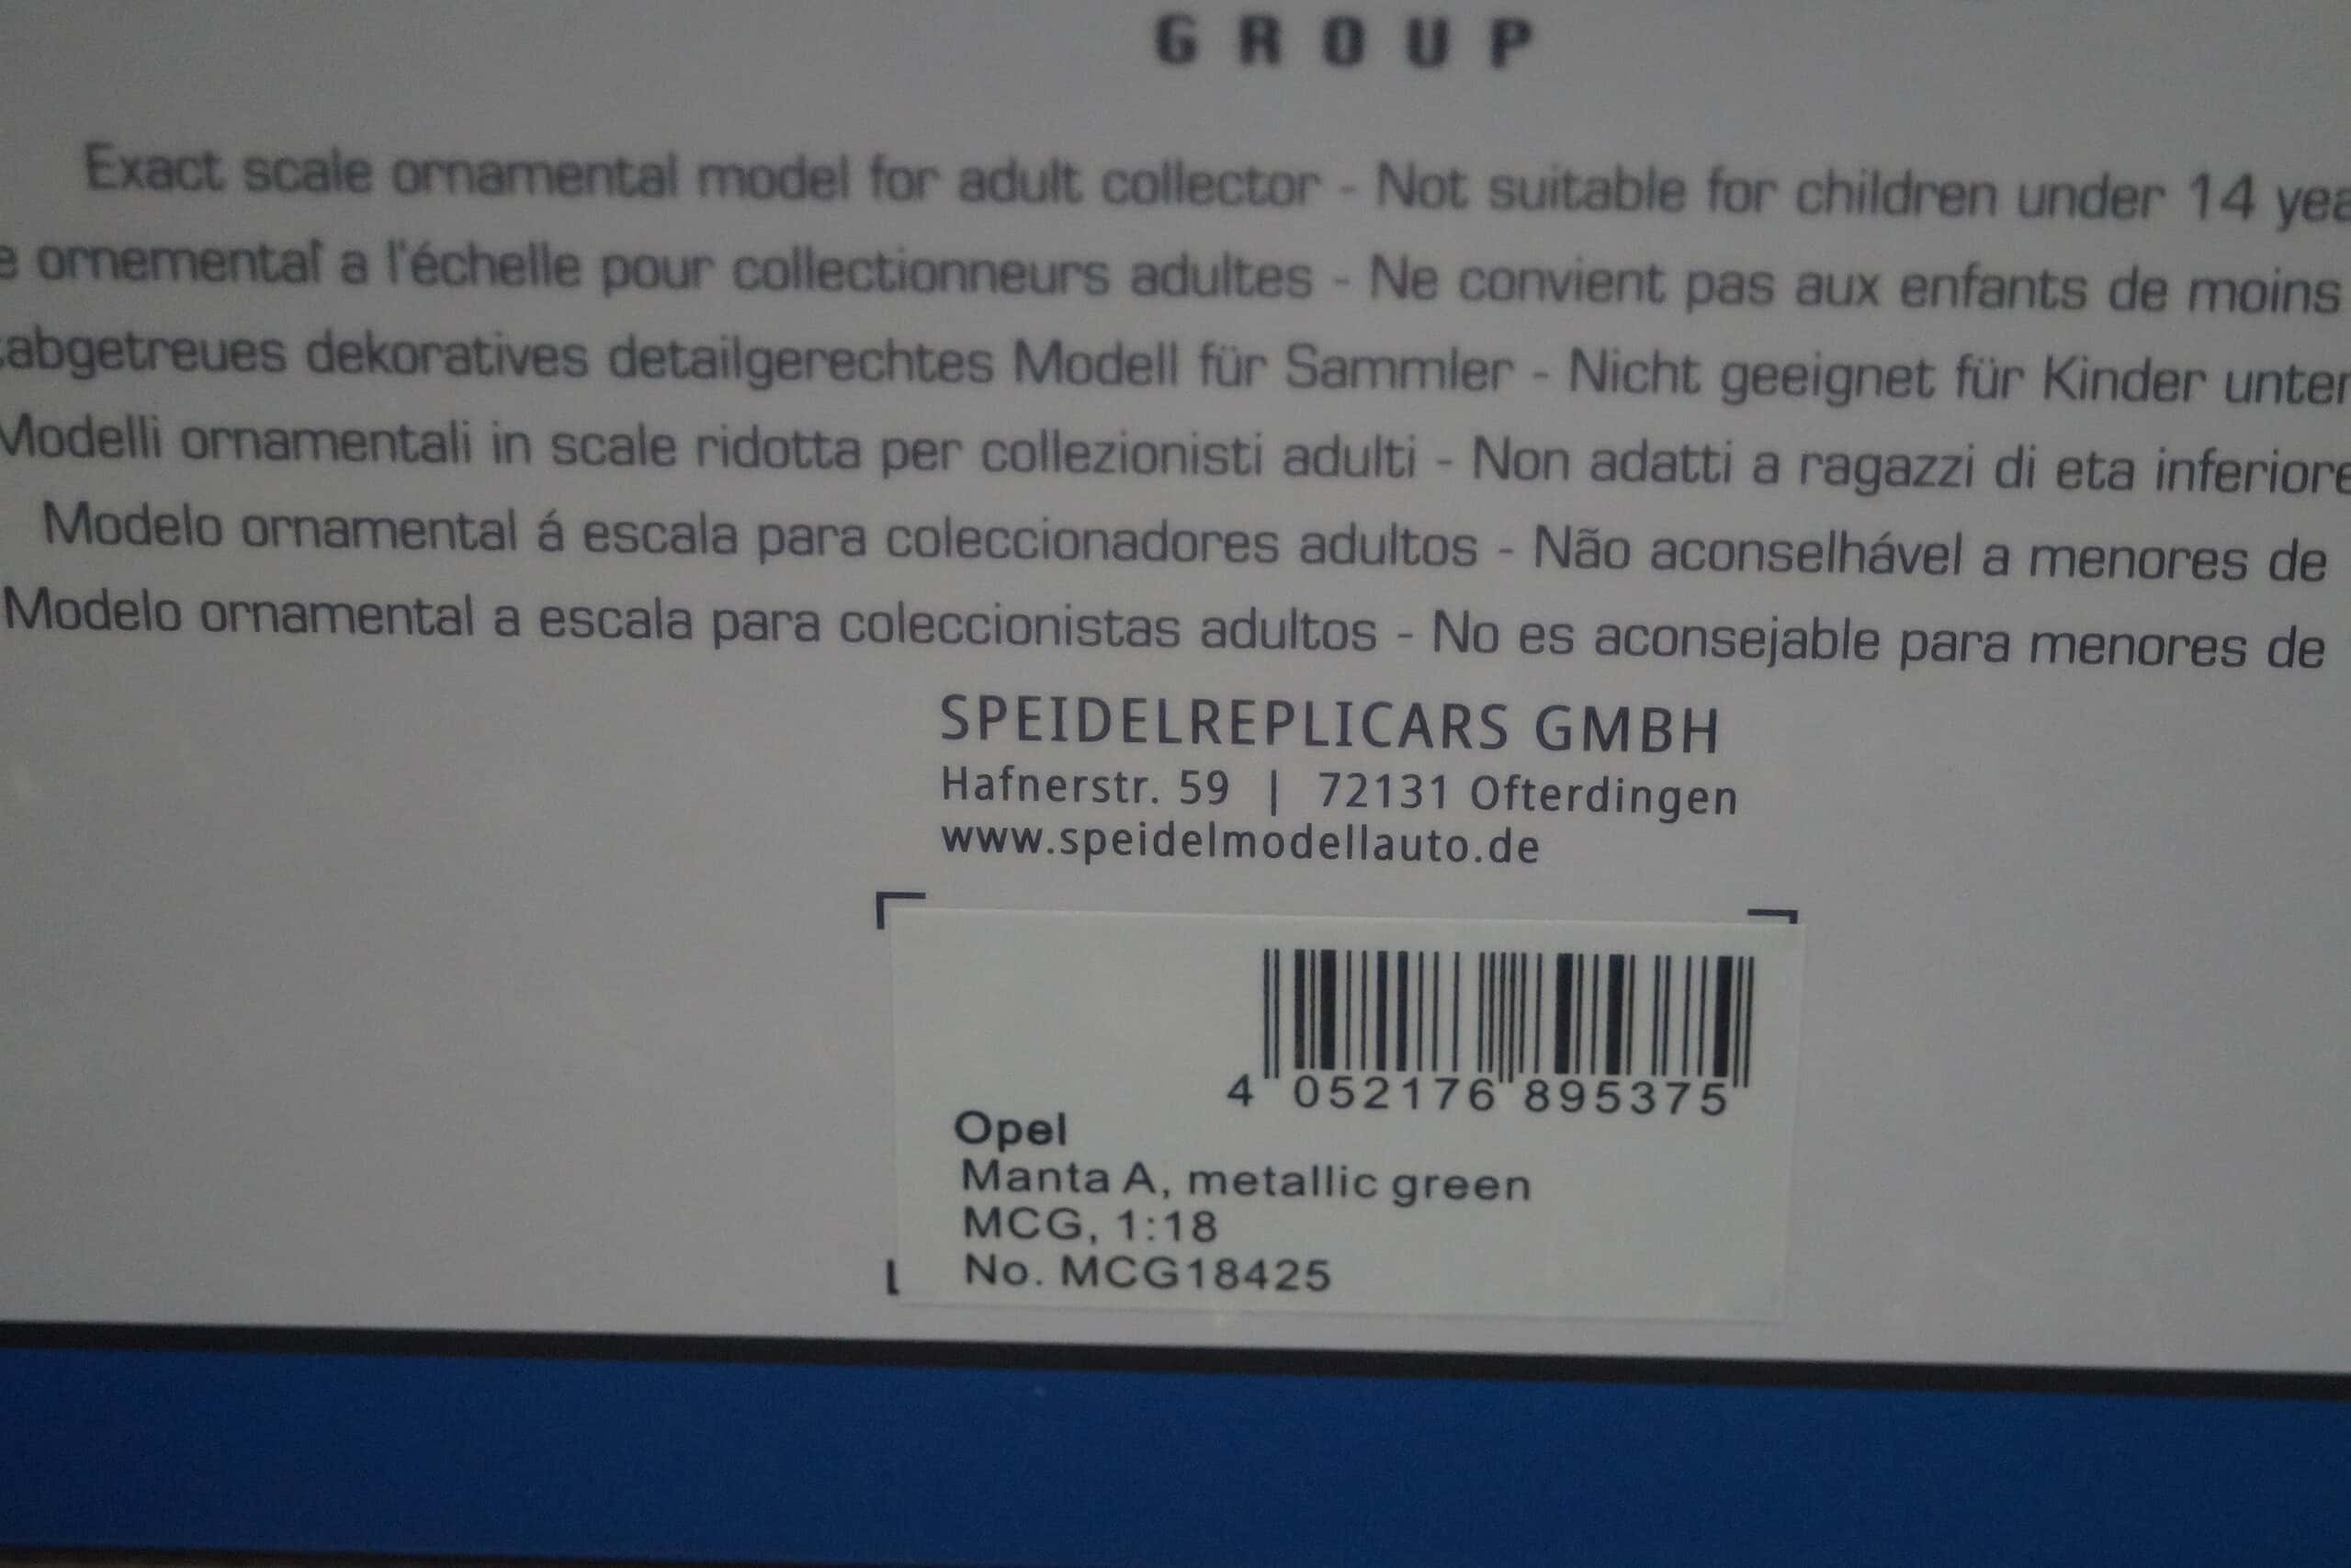 GROUP
Exact scale ornamental model for adult collector - Not suitable for children under 14 yea
e ornemental a l'échelle pour collectionneurs adultes - Ne convient pas aux enfants de moins
abgetreues dekoratives detailgerechtes Modell für Sammler - Nicht geeignet für Kinder unter
Modelli ornamentali in scale ridotta per collezionisti adulti - Non adatti a ragazzi di eta inferiore
Modelo ornamental á escala para coleccionadores adultos - Não aconselhável a menores de
Modelo ornamental a escala para coleccionistas adultos - No es aconsejable para menores de
SPEIDELREPLICARS GMBH
Hafnerstr. 59 | 72131 Ofterdingen
www.speidelmodellauto.de
4 052176 895375
Opel
Manta A, metallic green
MCG, 1:18
No. MCG18425